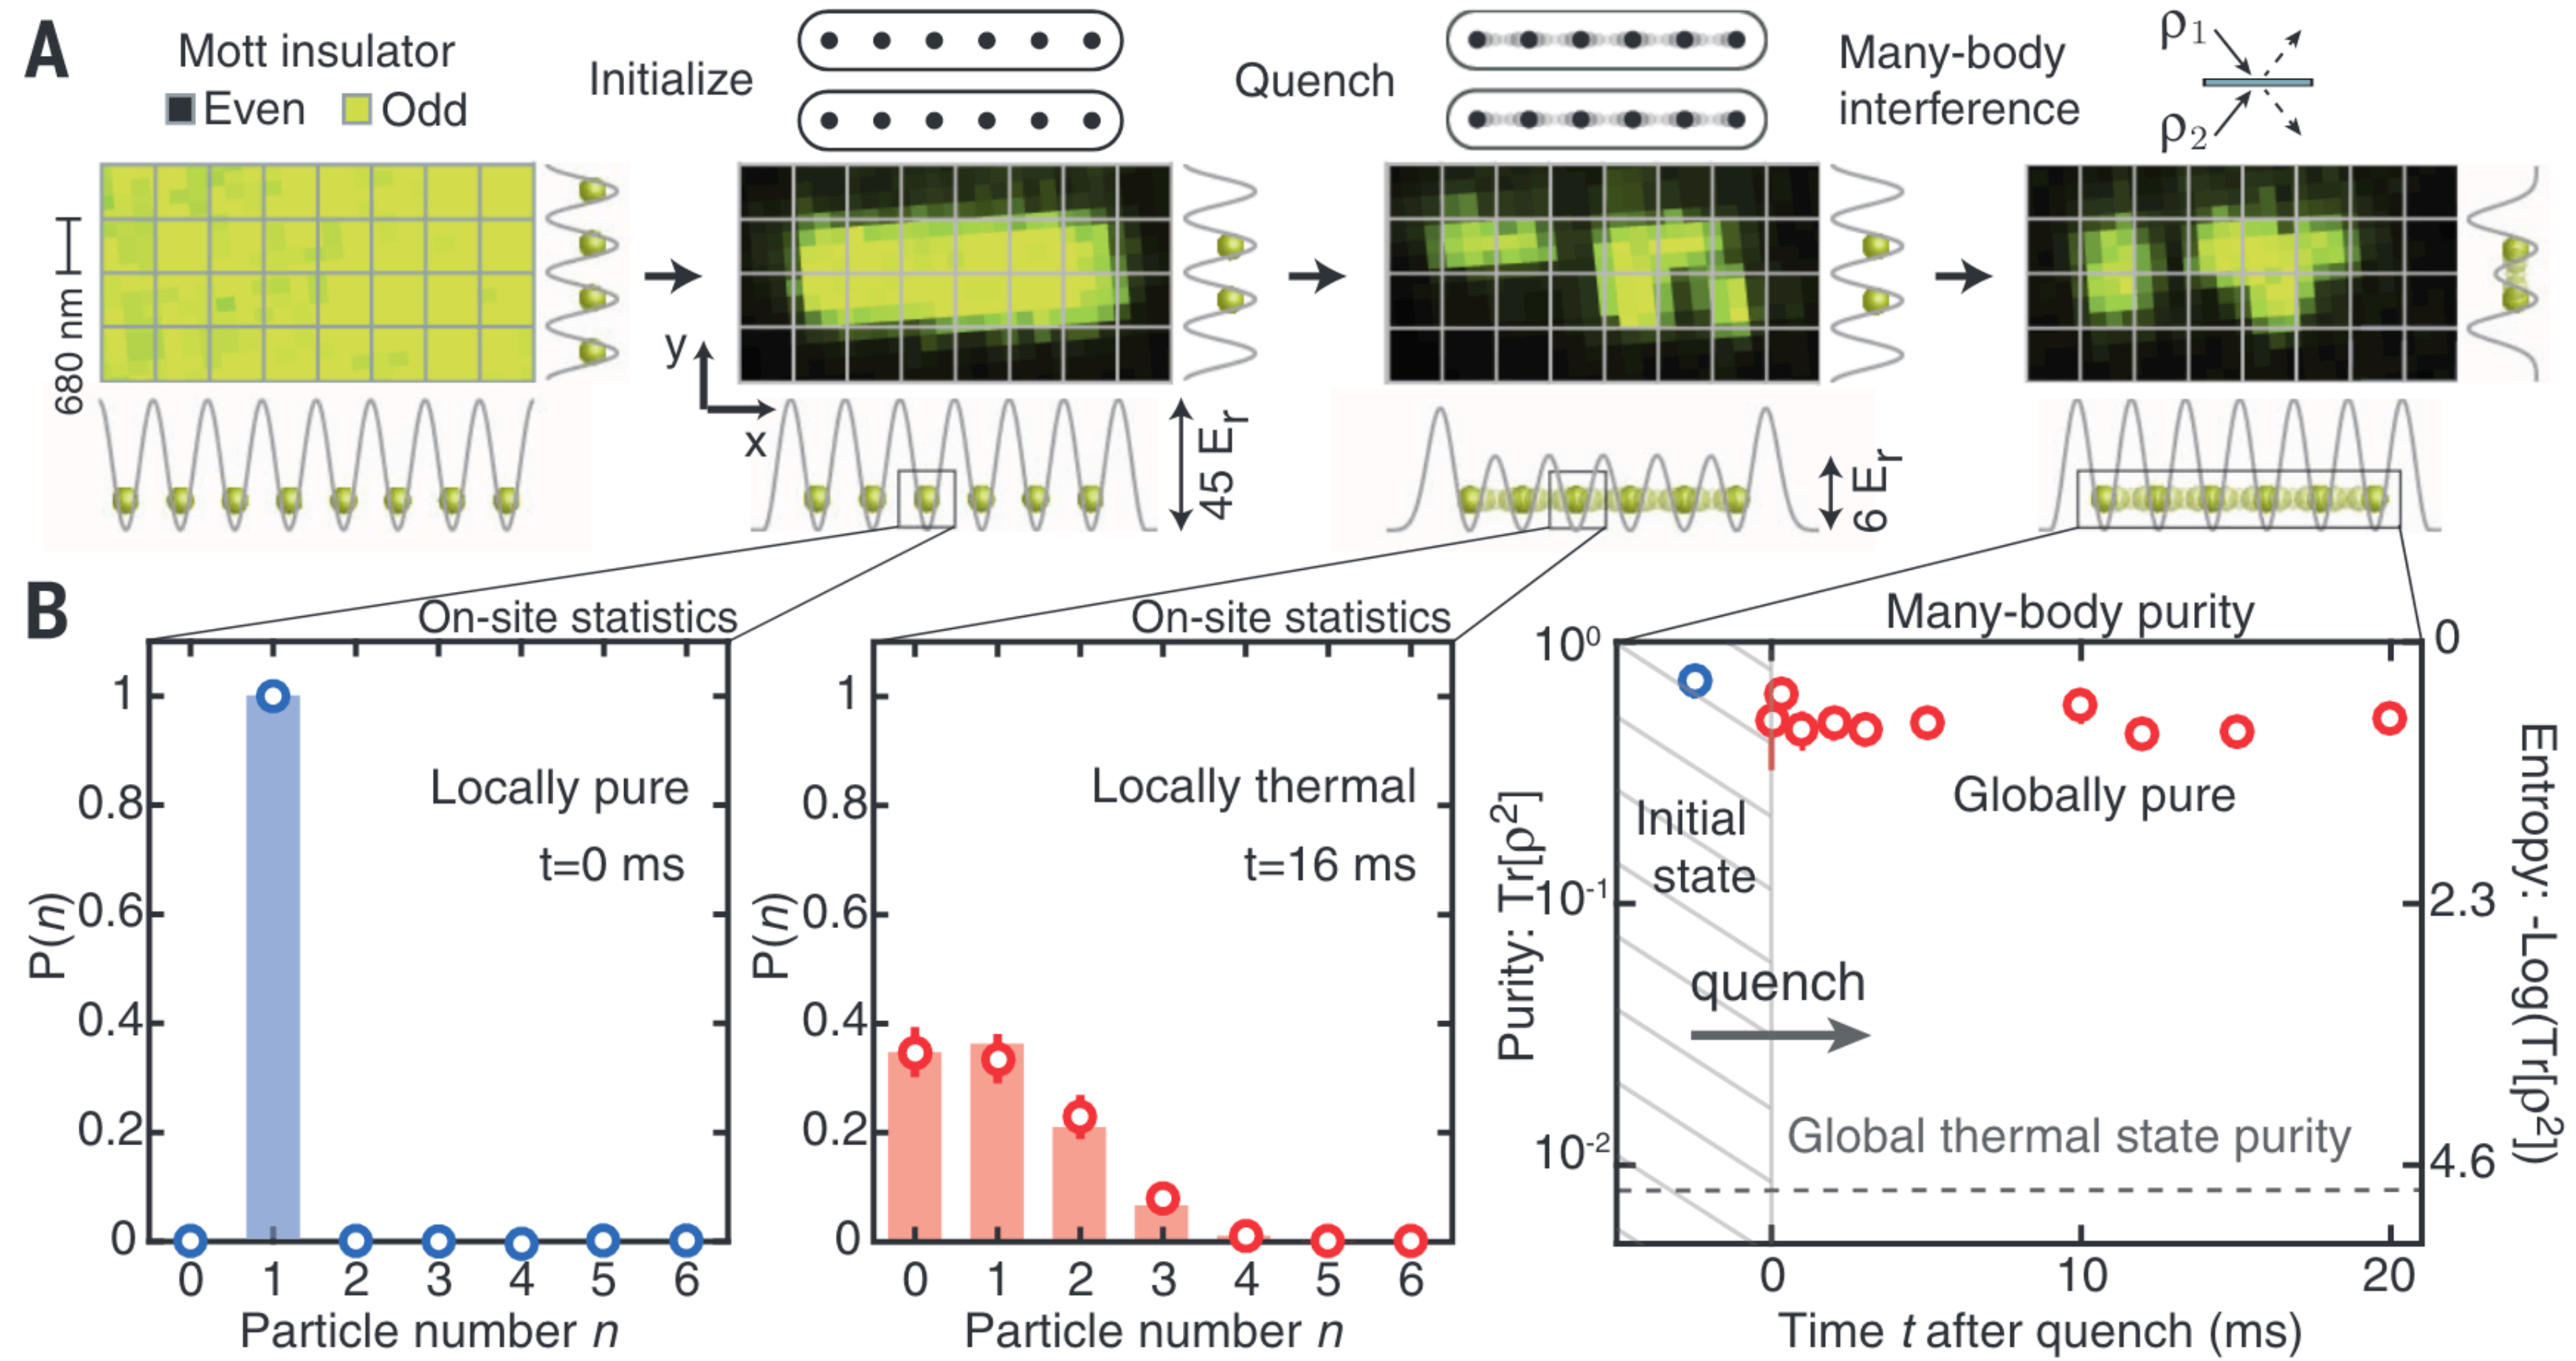 A
Mott insulator
Even Odd
Initialize
Quench
Many-body
interference
ρ1
ρ2
680 nm
y
x
45 Er
6 Er
B
On-site statistics
1
0.8
0.6
0.4
0.2
0
P(n)
Locally pure
t=0 ms
0 1 2 3 4 5 6
Particle number n
On-site statistics
1
0.8
0.6
0.4
0.2
0
P(n)
Locally thermal
t=16 ms
0 1 2 3 4 5 6
Particle number n
Many-body purity
10⁰
10⁻¹
10⁻²
Purity: Tr[ρ²]
Initial
state
Globally pure
quench
Global thermal state purity
0
2.3
4.6
Entropy: -Log(Tr[ρ²])
0 10 20
Time t after quench (ms)